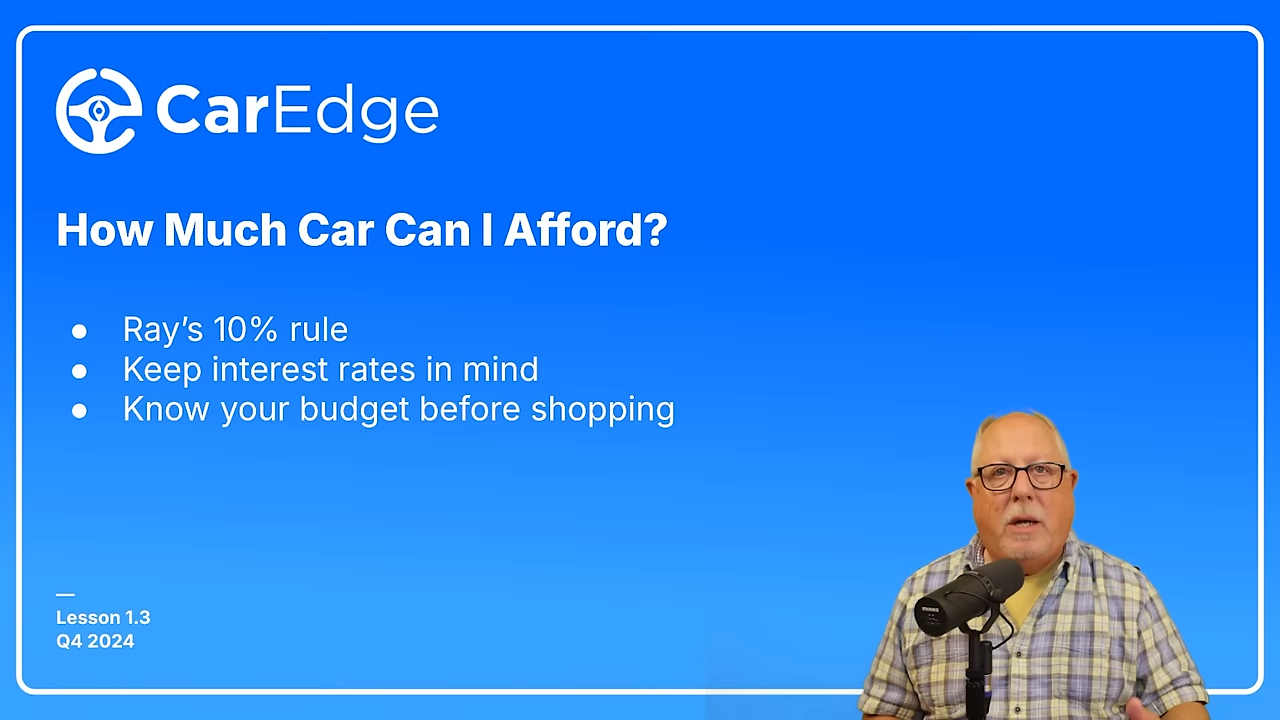 CarEdge
How Much Car Can I Afford?
● Ray’s 10% rule
● Keep interest rates in mind
● Know your budget before shopping
Lesson 1.3
Q4 2024